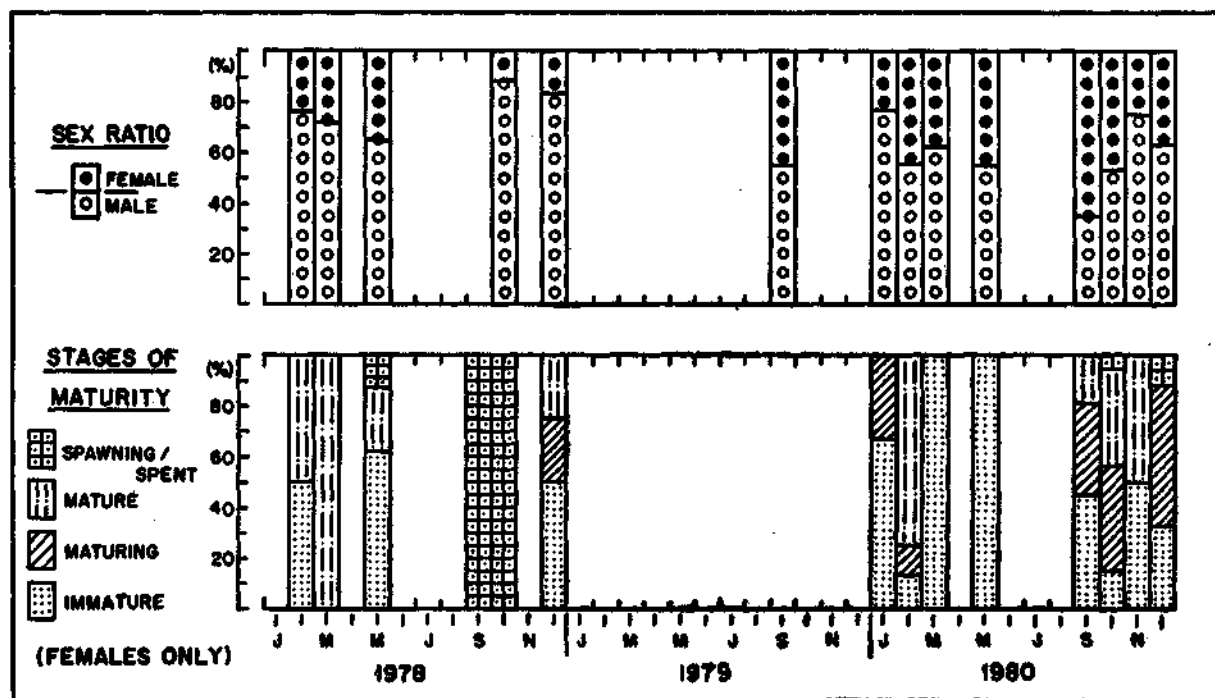 (%)
80
60
40
20
SEX RATIO
FEMALE
MALE
STAGES OF
MATURITY
(%)
80
60
40
20
SPAWNING /
SPENT
MATURE
MATURING
IMMATURE
(FEMALES ONLY)
J M M J S N J M M J S N J M M J S N
1978 1979 1980